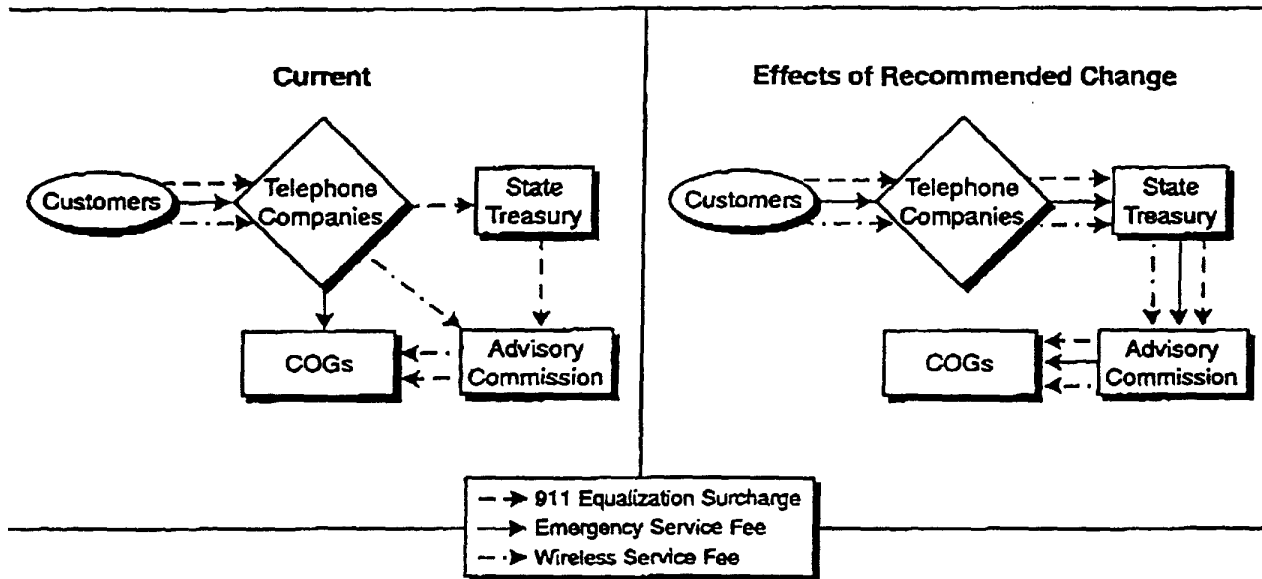 Current
Customers
Telephone
Companies
State
Treasury
COGs
Advisory
Commission
Effects of Recommended Change
Customers
Telephone
Companies
State
Treasury
COGs
Advisory
Commission
911 Equalization Surcharge
Emergency Service Fee
Wireless Service Fee